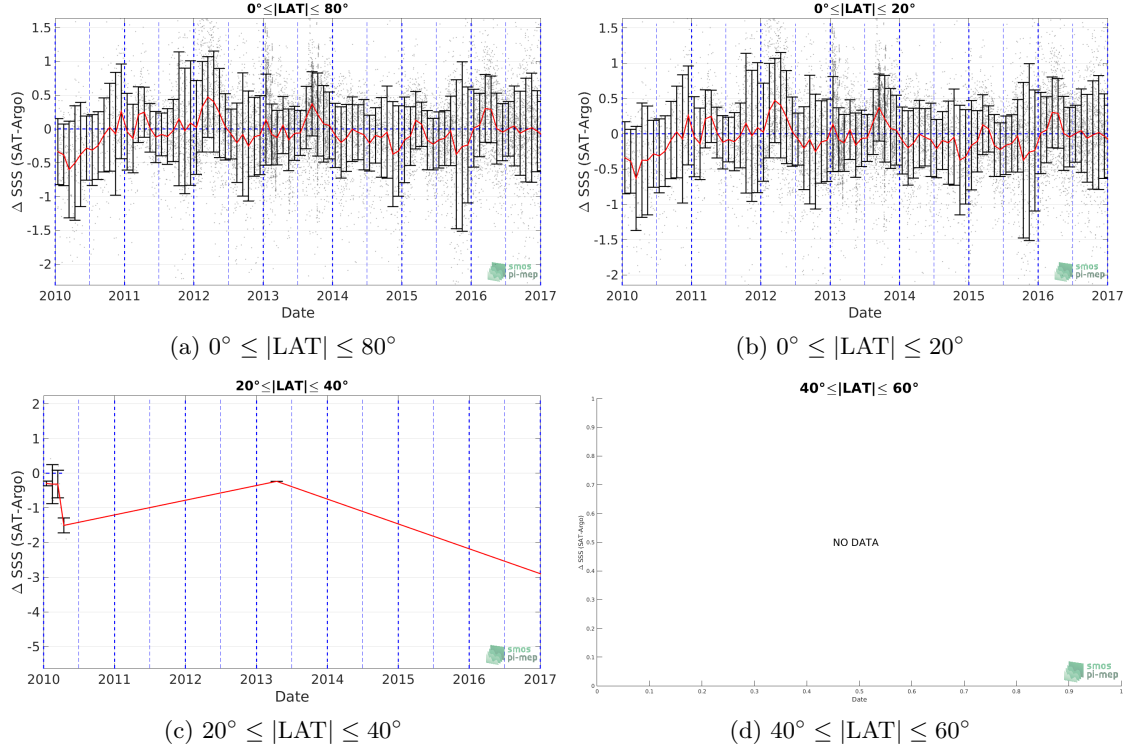 0°≤|LAT|≤ 80°
Δ SSS (SAT-Argo)
1.5
1
0.5
0
-0.5
-1
-1.5
-2
2010 2011 2012 2013 2014 2015 2016 2017
Date
smos
pi-mep
(a) 0° ≤ |LAT| ≤ 80°
0°≤|LAT|≤ 20°
Δ SSS (SAT-Argo)
1.5
1
0.5
0
-0.5
-1
-1.5
-2
2010 2011 2012 2013 2014 2015 2016 2017
Date
smos
pi-mep
(b) 0° ≤ |LAT| ≤ 20°
20°≤|LAT|≤ 40°
Δ SSS (SAT-Argo)
2
1
0
-1
-2
-3
-4
-5
2010 2011 2012 2013 2014 2015 2016 2017
Date
smos
pi-mep
(c) 20° ≤ |LAT| ≤ 40°
40°≤|LAT|≤ 60°
Δ SSS (SAT-Argo)
1
0.9
0.8
0.7
0.6
0.5
0.4
0.3
0.2
0.1
0
NO DATA
0 0.1 0.2 0.3 0.4 0.5 0.6 0.7 0.8 0.9 1
Date
smos
pi-mep
(d) 40° ≤ |LAT| ≤ 60°